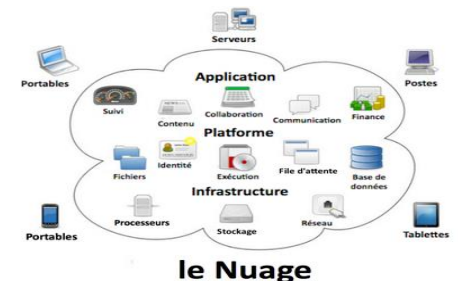 Serveurs
Portables
Application
Postes
Suivi
Contenu
Collaboration
Communication
Finance
Platforme
Fichiers
Identité
Exécution
File d'attente
Base de
données
Infrastructure
Processeurs
Stockage
Réseau
Portables
Tablettes
le Nuage